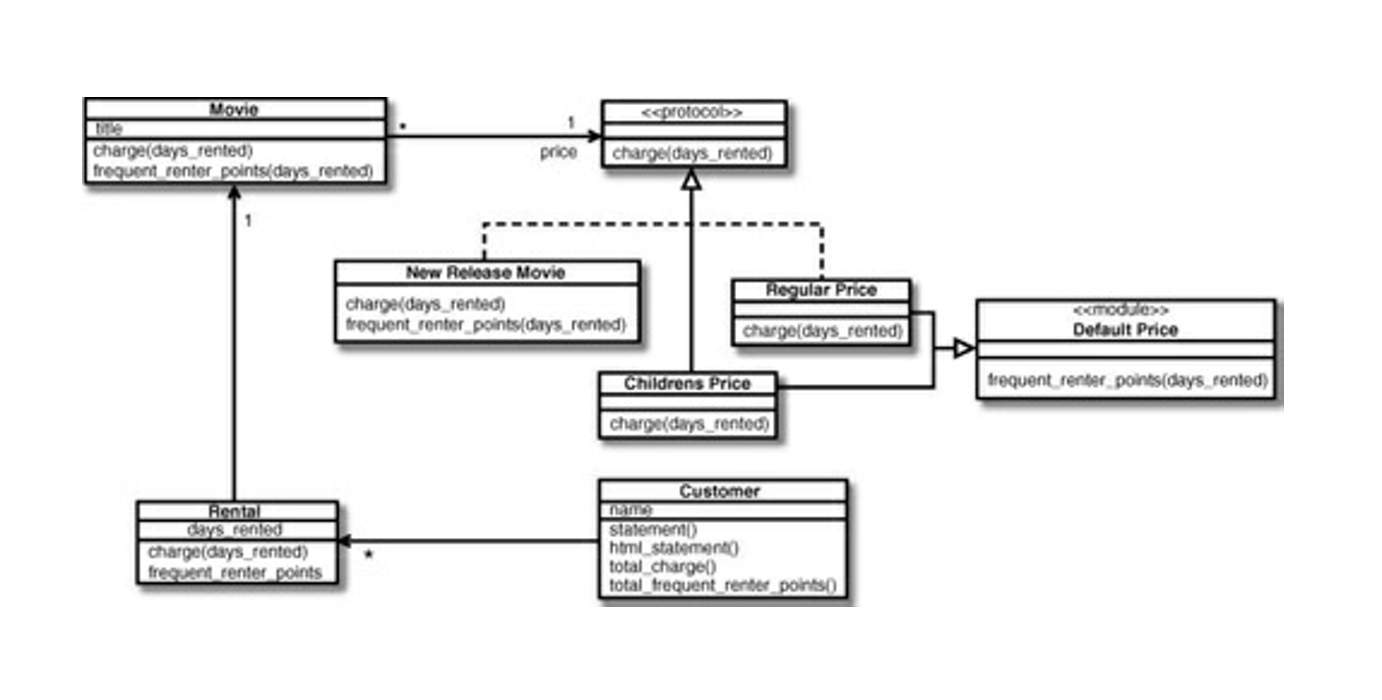 Movie
title
charge(days_rented)
frequent_renter_points(days_rented)
*
1
price
<<protocol>>
charge(days_rented)
1
New Release Movie
charge(days_rented)
frequent_renter_points(days_rented)
Regular Price
charge(days_rented)
<<module>>
Default Price
frequent_renter_points(days_rented)
Childrens Price
charge(days_rented)
Rental
days_rented
charge(days_rented)
frequent_renter_points
*
Customer
name
statement()
html_statement()
total_charge()
total_frequent_renter_points()